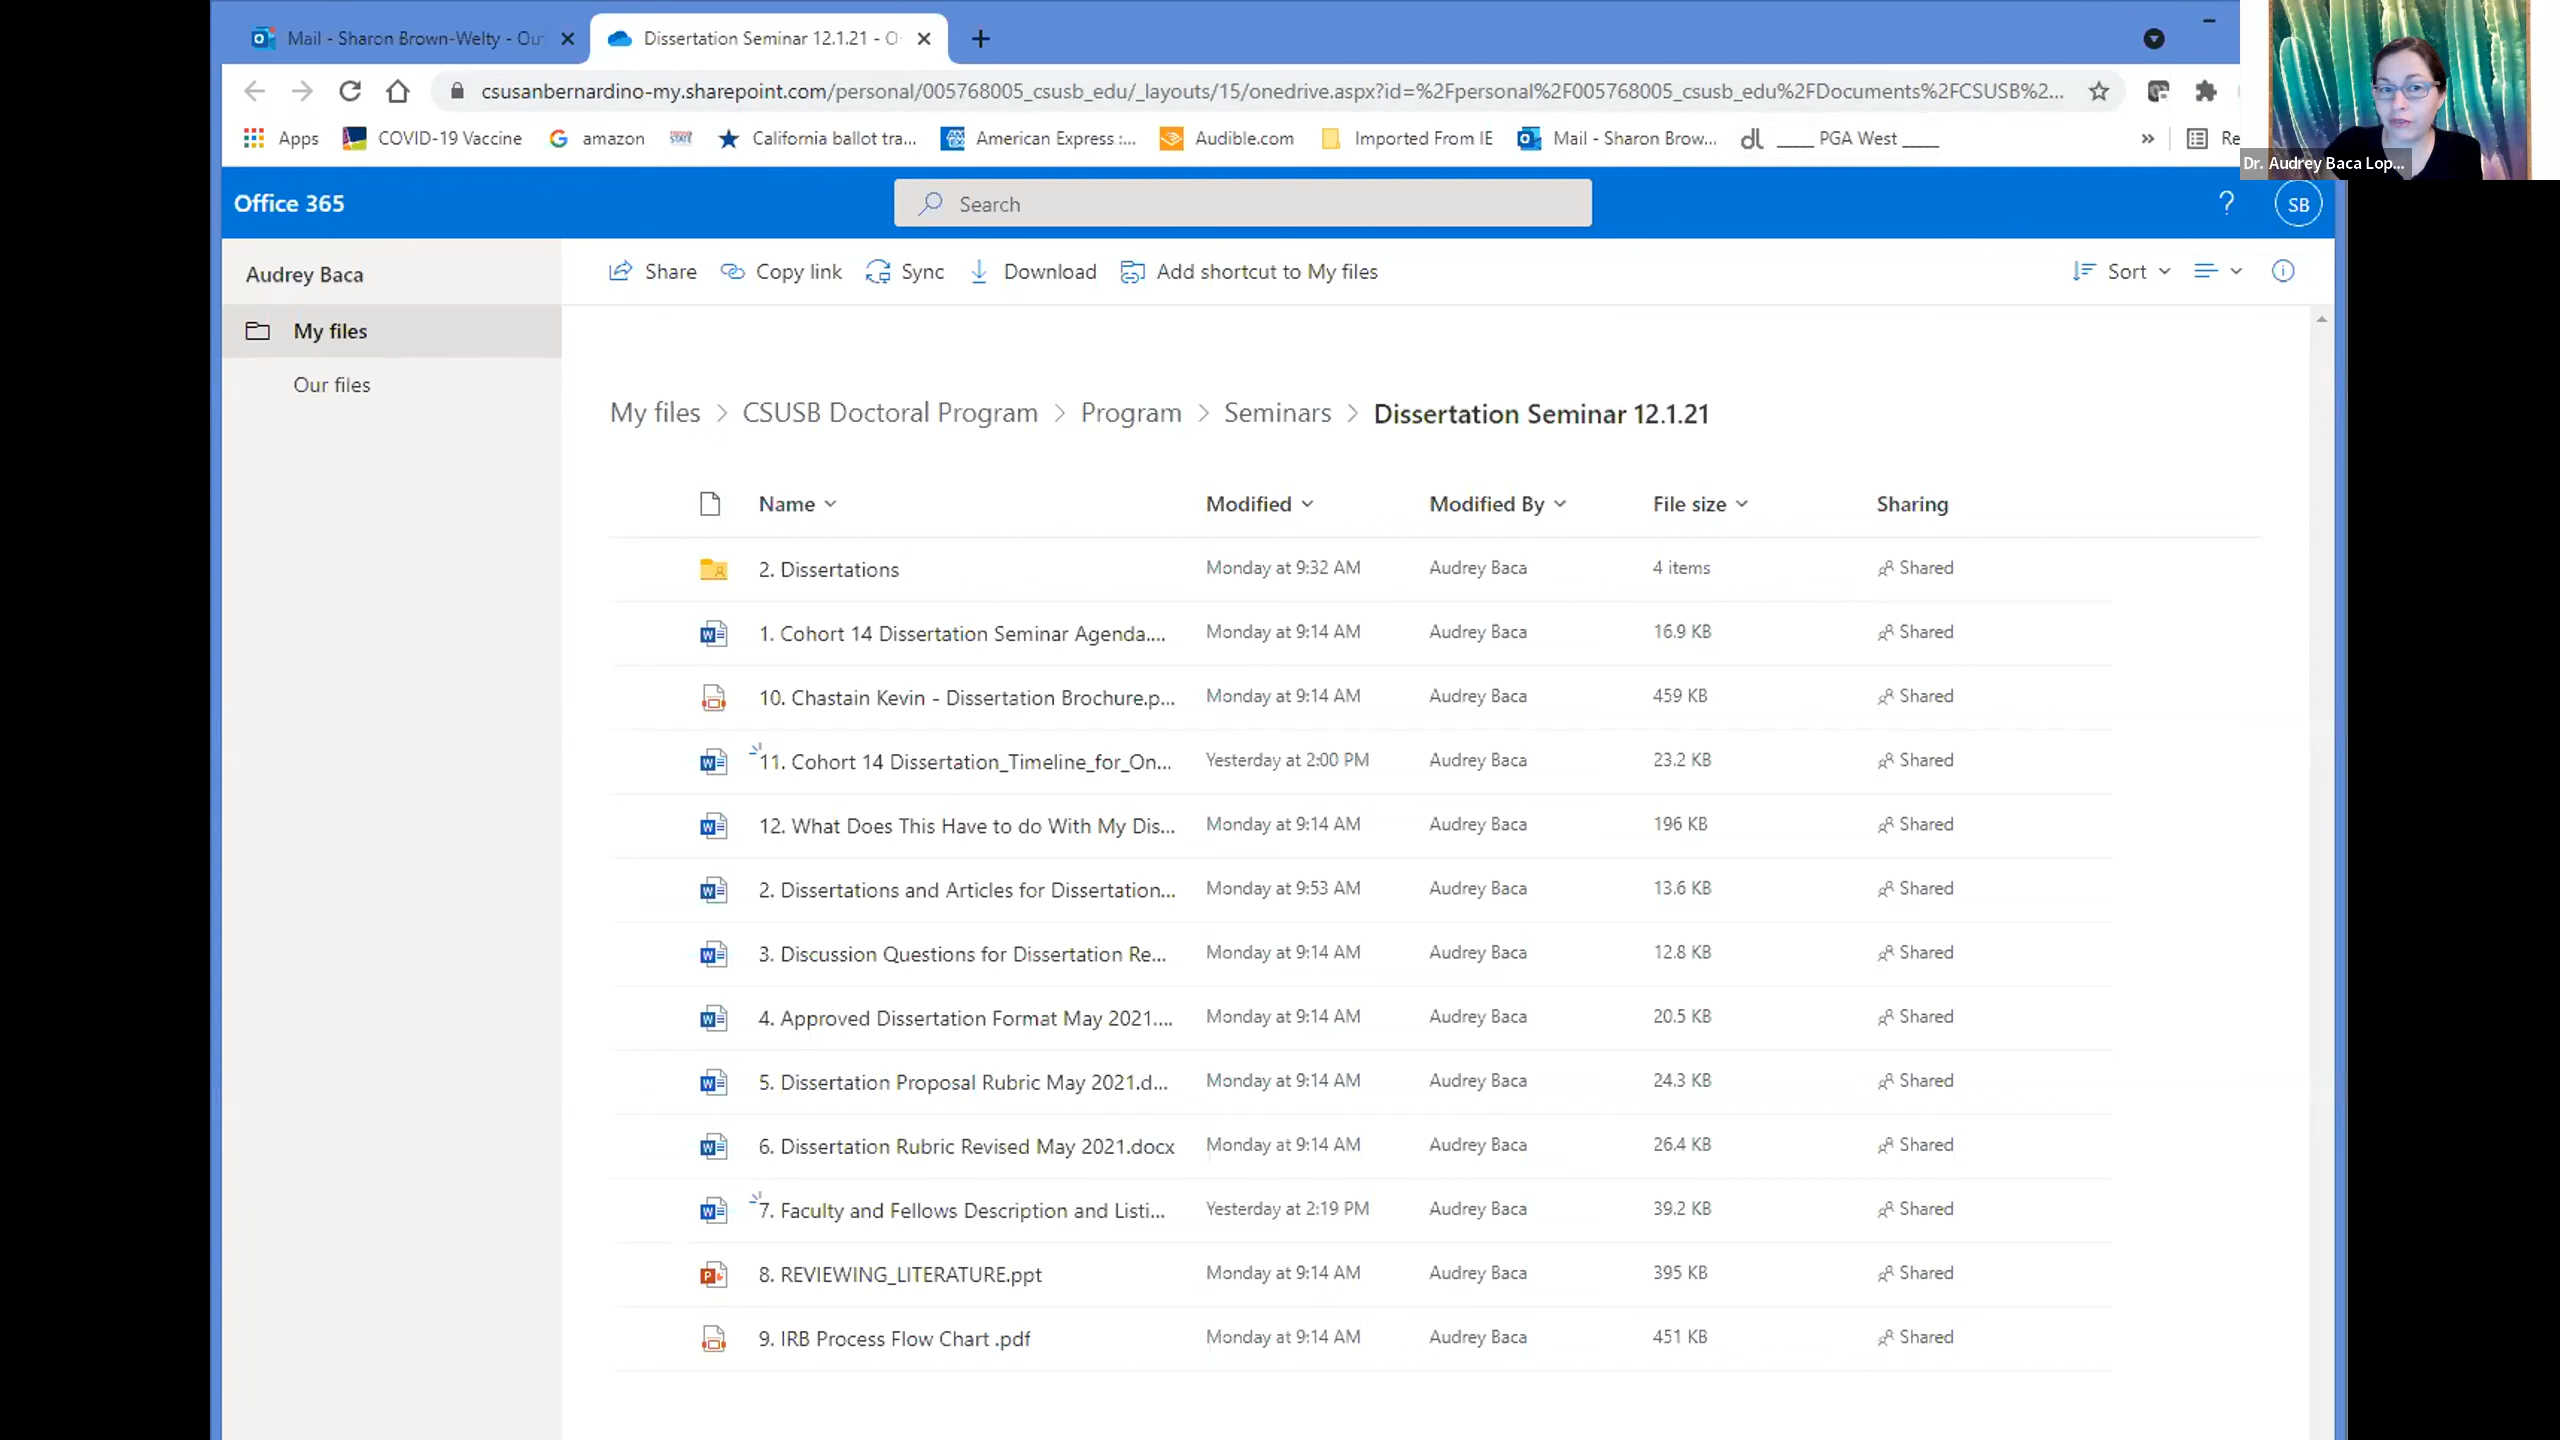 Mail - Sharon Brown-Welty - Out
Dissertation Seminar 12.1.21 - O
csusanbernardino-my.sharepoint.com/personal/005768005_csusb_edu/_layouts/15/onedrive.aspx?id=%2Fpersonal%2F005768005_csusb_edu%2FDocuments%2FCSUSB%2...
Apps COVID-19 Vaccine amazon California ballot tra... American Express :... Audible.com Imported From IE Mail - Sharon Brow... dl ____ PGA West ____ » Re
Dr. Audrey Baca Lop...
Office 365 Search ? SB
Audrey Baca
My files
Our files
Share Copy link Sync Download Add shortcut to My files Sort
My files > CSUSB Doctoral Program > Program > Seminars > Dissertation Seminar 12.1.21
Name Modified Modified By File size Sharing
2. Dissertations Monday at 9:32 AM Audrey Baca 4 items Shared
1. Cohort 14 Dissertation Seminar Agenda.... Monday at 9:14 AM Audrey Baca 16.9 KB Shared
10. Chastain Kevin - Dissertation Brochure.p... Monday at 9:14 AM Audrey Baca 459 KB Shared
11. Cohort 14 Dissertation_Timeline_for_On... Yesterday at 2:00 PM Audrey Baca 23.2 KB Shared
12. What Does This Have to do With My Dis... Monday at 9:14 AM Audrey Baca 196 KB Shared
2. Dissertations and Articles for Dissertation... Monday at 9:53 AM Audrey Baca 13.6 KB Shared
3. Discussion Questions for Dissertation Re... Monday at 9:14 AM Audrey Baca 12.8 KB Shared
4. Approved Dissertation Format May 2021.... Monday at 9:14 AM Audrey Baca 20.5 KB Shared
5. Dissertation Proposal Rubric May 2021.d... Monday at 9:14 AM Audrey Baca 24.3 KB Shared
6. Dissertation Rubric Revised May 2021.docx Monday at 9:14 AM Audrey Baca 26.4 KB Shared
7. Faculty and Fellows Description and Listi... Yesterday at 2:19 PM Audrey Baca 39.2 KB Shared
8. REVIEWING_LITERATURE.ppt Monday at 9:14 AM Audrey Baca 395 KB Shared
9. IRB Process Flow Chart .pdf Monday at 9:14 AM Audrey Baca 451 KB Shared